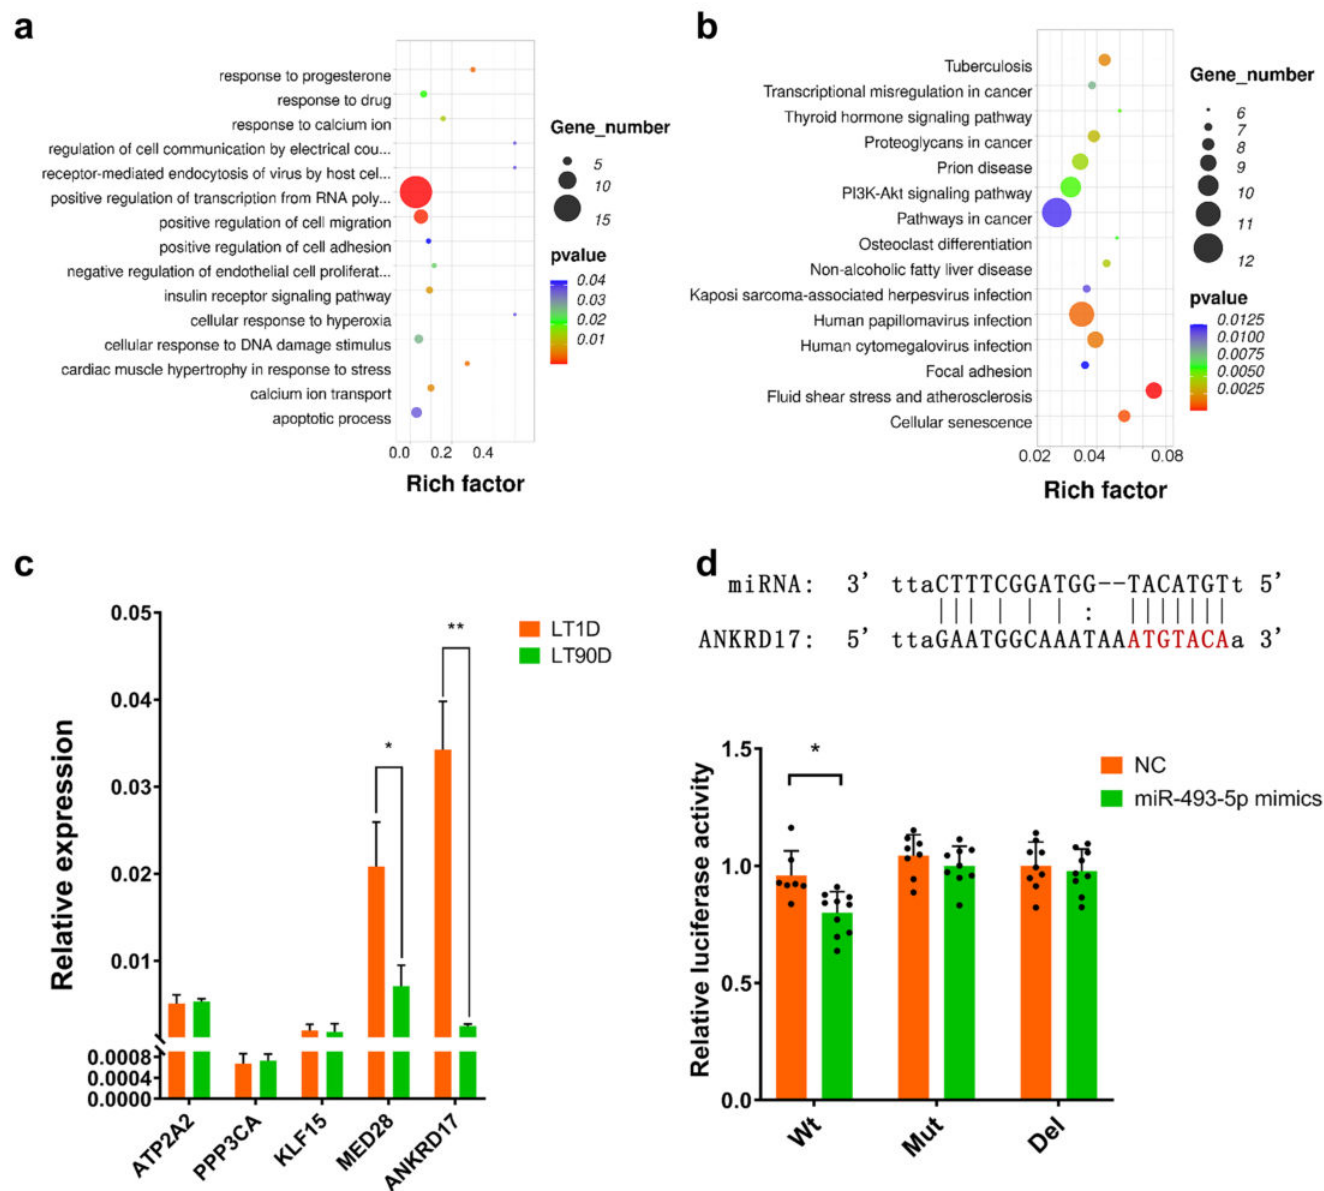 a
response to progesterone
response to drug
response to calcium ion
regulation of cell communication by electrical cou...
receptor-mediated endocytosis of virus by host cel...
positive regulation of transcription from RNA poly...
positive regulation of cell migration
positive regulation of cell adhesion
negative regulation of endothelial cell proliferat...
insulin receptor signaling pathway
cellular response to hyperoxia
cellular response to DNA damage stimulus
cardiac muscle hypertrophy in response to stress
calcium ion transport
apoptotic process
0.0 0.2 0.4
Rich factor
Gene_number
5
10
15
pvalue
0.04
0.03
0.02
0.01
b
Tuberculosis
Transcriptional misregulation in cancer
Thyroid hormone signaling pathway
Proteoglycans in cancer
Prion disease
PI3K-Akt signaling pathway
Pathways in cancer
Osteoclast differentiation
Non-alcoholic fatty liver disease
Kaposi sarcoma-associated herpesvirus infection
Human papillomavirus infection
Human cytomegalovirus infection
Focal adhesion
Fluid shear stress and atherosclerosis
Cellular senescence
0.02 0.04 0.08
Rich factor
Gene_number
6
7
8
9
10
11
12
pvalue
0.0125
0.0100
0.0075
0.0050
0.0025
c
Relative expression
0.05
0.04
0.03
0.02
0.01
0.0008
0.0004
0.0000
*
**
LT1D
LT90D
ATP2A2
PPP3CA
KLF15
MED28
ANKRD17
d
miRNA: 3' ttaCTTTCGGATGG--TACATGTt 5'
||| | | | : |||||||
ANKRD17: 5' ttaGAATGGCAAATAAATGTACAa 3'
Relative luciferase activity
1.5
1.0
0.5
0.0
*
NC
miR-493-5p mimics
Wt
Mut
Del